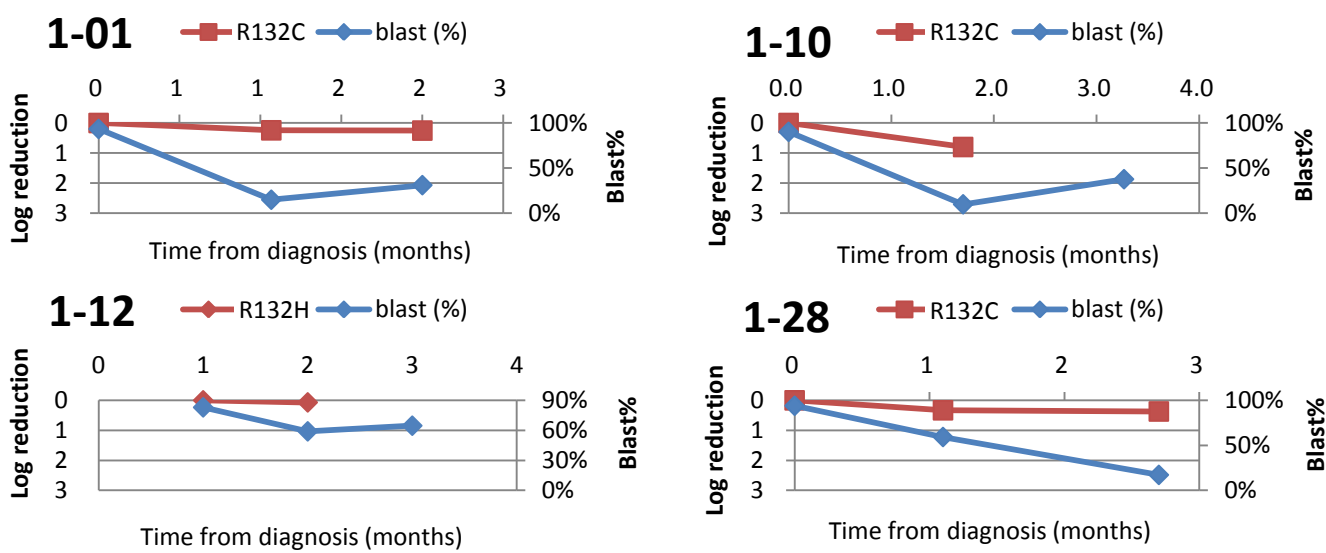 1-01 R132C blast (%)
0 1 1 2 2 3
Log reduction
0 100%
1
50%
2
3 0%
Blast%
Time from diagnosis (months)
1-10 R132C blast (%)
0.0 1.0 2.0 3.0 4.0
Log reduction
0 100%
1
50%
2
3 0%
Blast%
Time from diagnosis (months)
1-12 R132H blast (%)
0 1 2 3 4
Log reduction
0 90%
1 60%
2 30%
3 0%
Blast%
Time from diagnosis (months)
1-28 R132C blast (%)
0 1 2 3
Log reduction
0 100%
1
50%
2
3 0%
Blast%
Time from diagnosis (months)